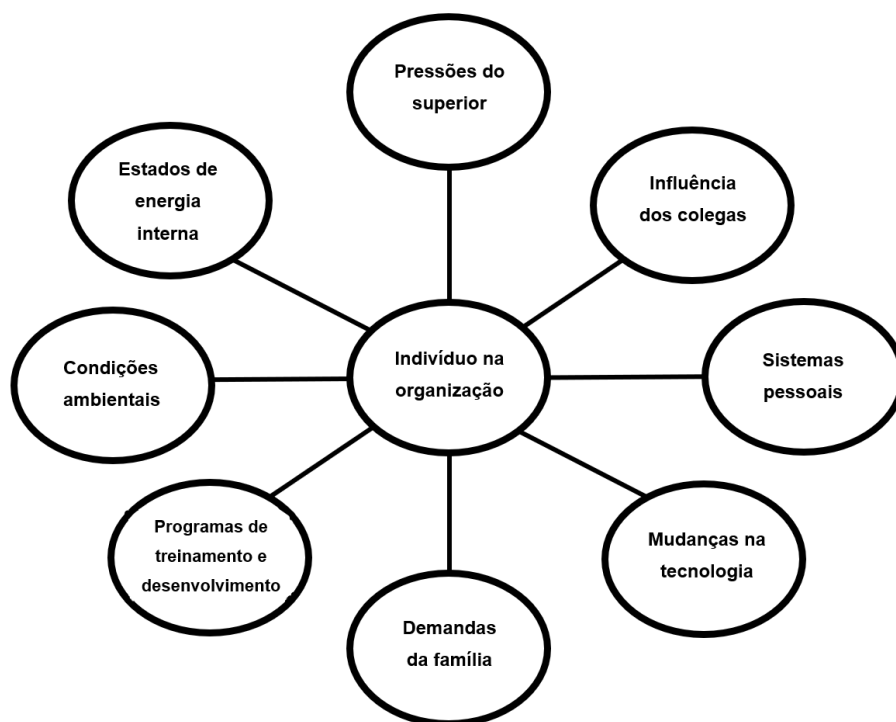 Pressões do
superior
Estados de
energia
interna
Influência
dos colegas
Condições
ambientais
Indivíduo na
organização
Sistemas
pessoais
Programas de
treinamento e
desenvolvimento
Mudanças na
tecnologia
Demandas
da família